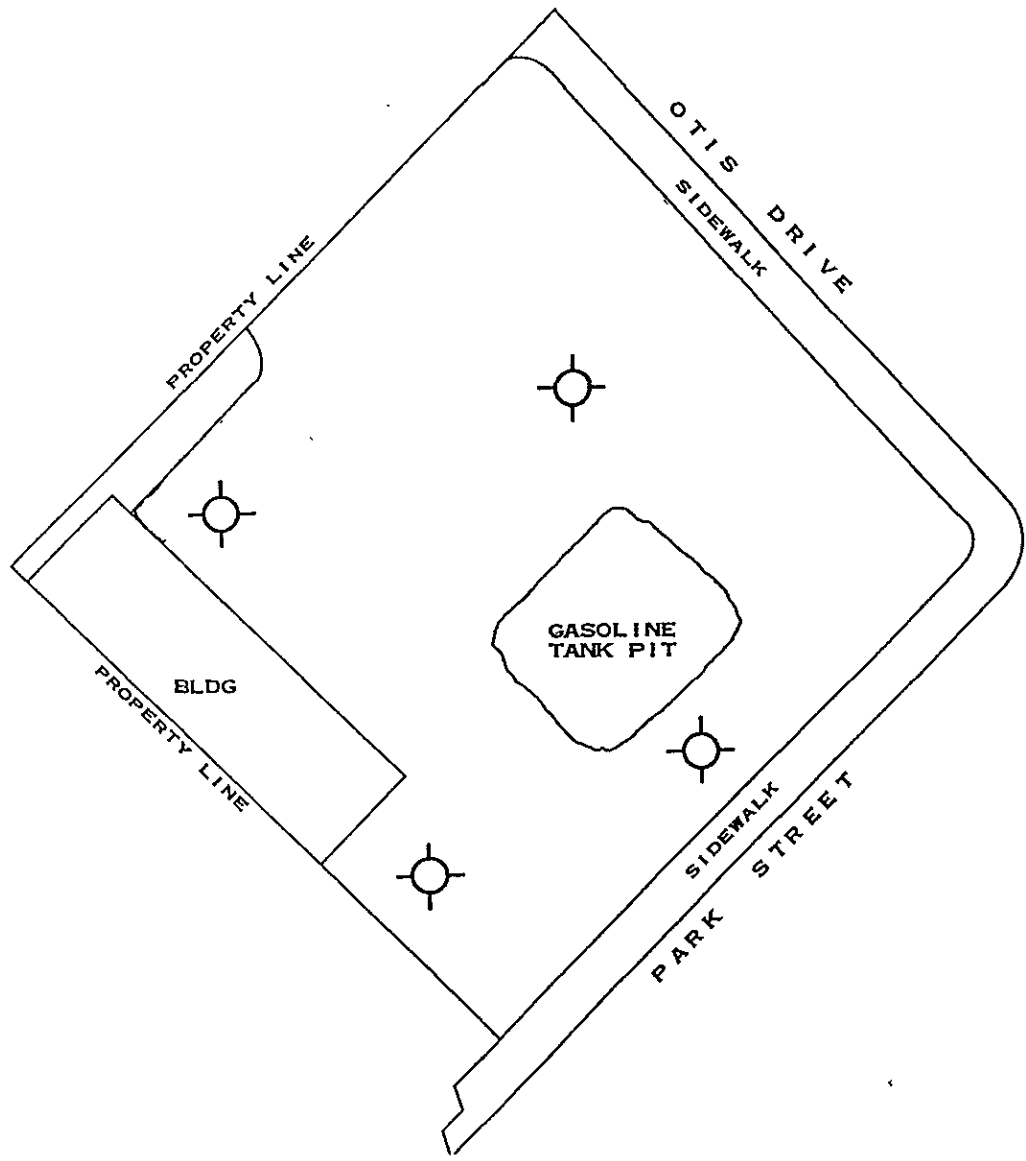 OTIS DRIVE
SIDEWALK
PROPERTY LINE
GASOLINE
TANK PIT
BLDG
PROPERTY LINE
SIDEWALK
PARK STREET